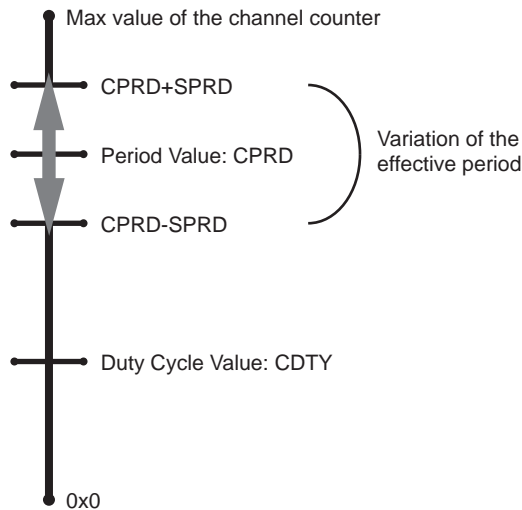 Max value of the channel counter
CPRD+SPRD
Period Value: CPRD
Variation of the
effective period
CPRD-SPRD
Duty Cycle Value: CDTY
0x0